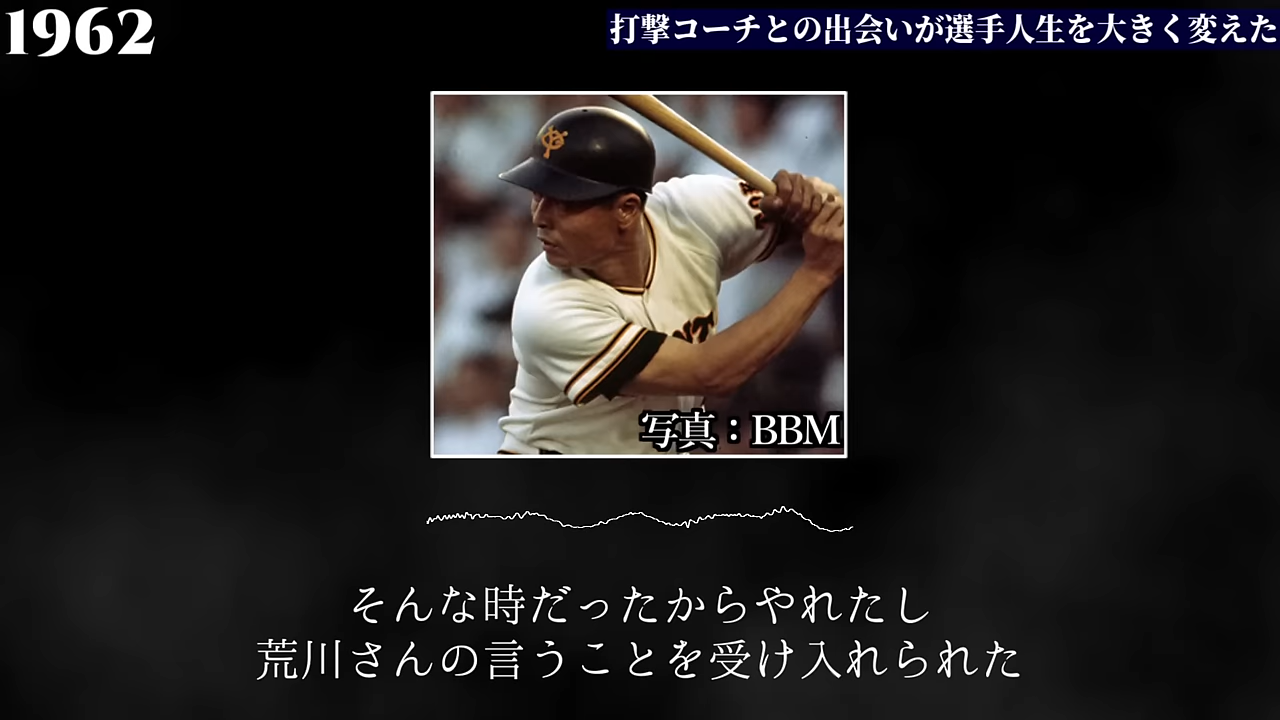 1962
打撃コーチとの出会いが選手人生を大きく変えた
写真：BBM
そんな時だったからやれたし
荒川さんの言うことを受け入れられた